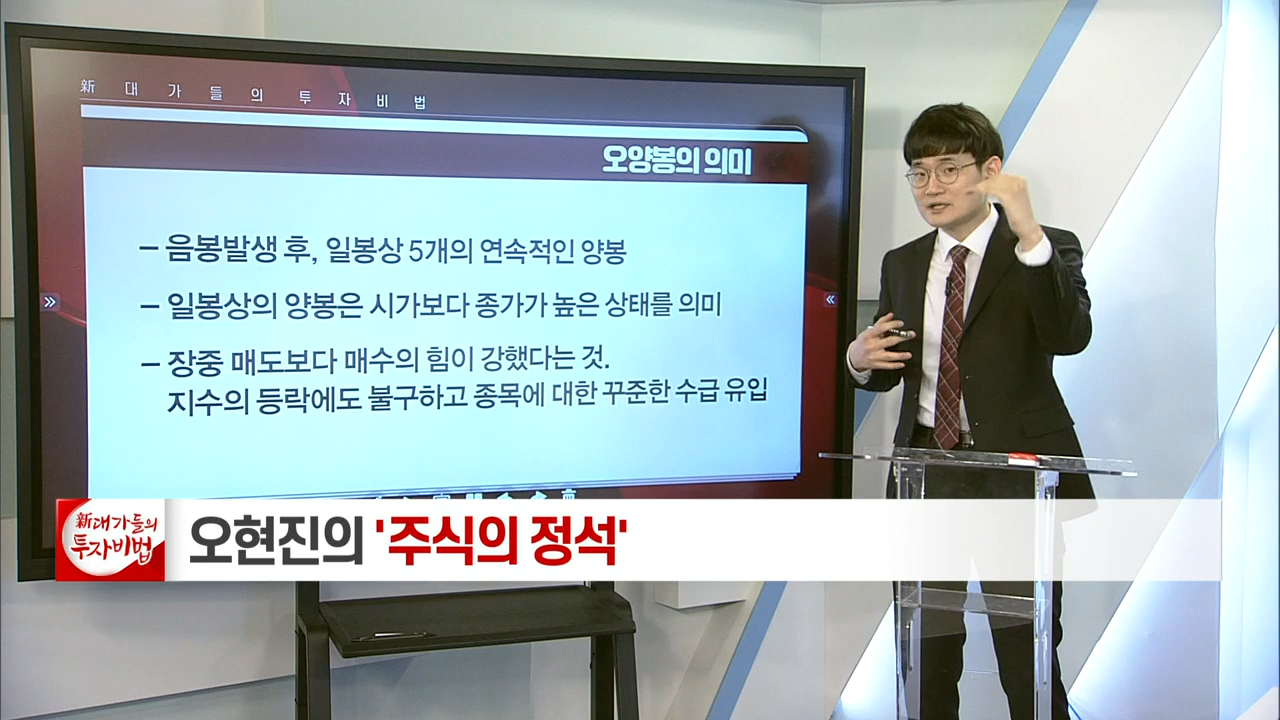 新 대 가 들 의 투 자 비 법
오양봉의 의미
– 음봉발생 후, 일봉상 5개의 연속적인 양봉
– 일봉상의 양봉은 시가보다 종가가 높은 상태를 의미
– 장중 매도보다 매수의 힘이 강했다는 것.
지수의 등락에도 불구하고 종목에 대한 꾸준한 수급 유입
新대가들의
투자비법
오현진의 '주식의 정석'